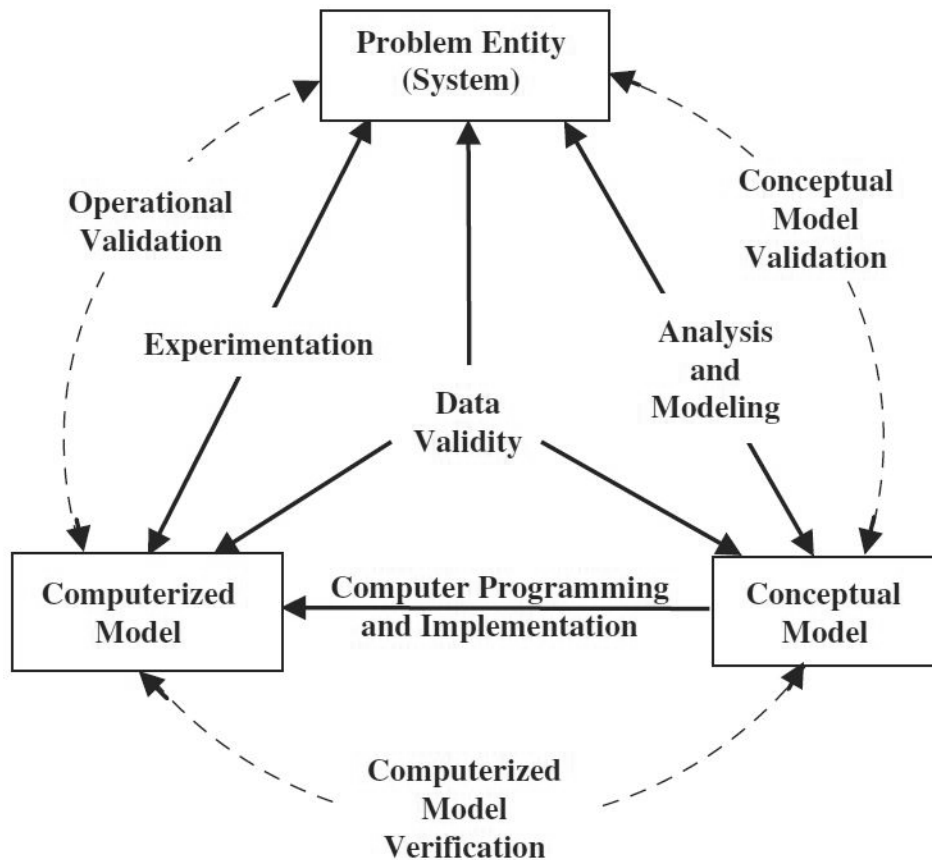 Problem Entity
(System)
Operational
Validation
Conceptual
Model
Validation
Experimentation
Analysis
and
Modeling
Data
Validity
Computerized
Model
Computer Programming
and Implementation
Conceptual
Model
Computerized
Model
Verification